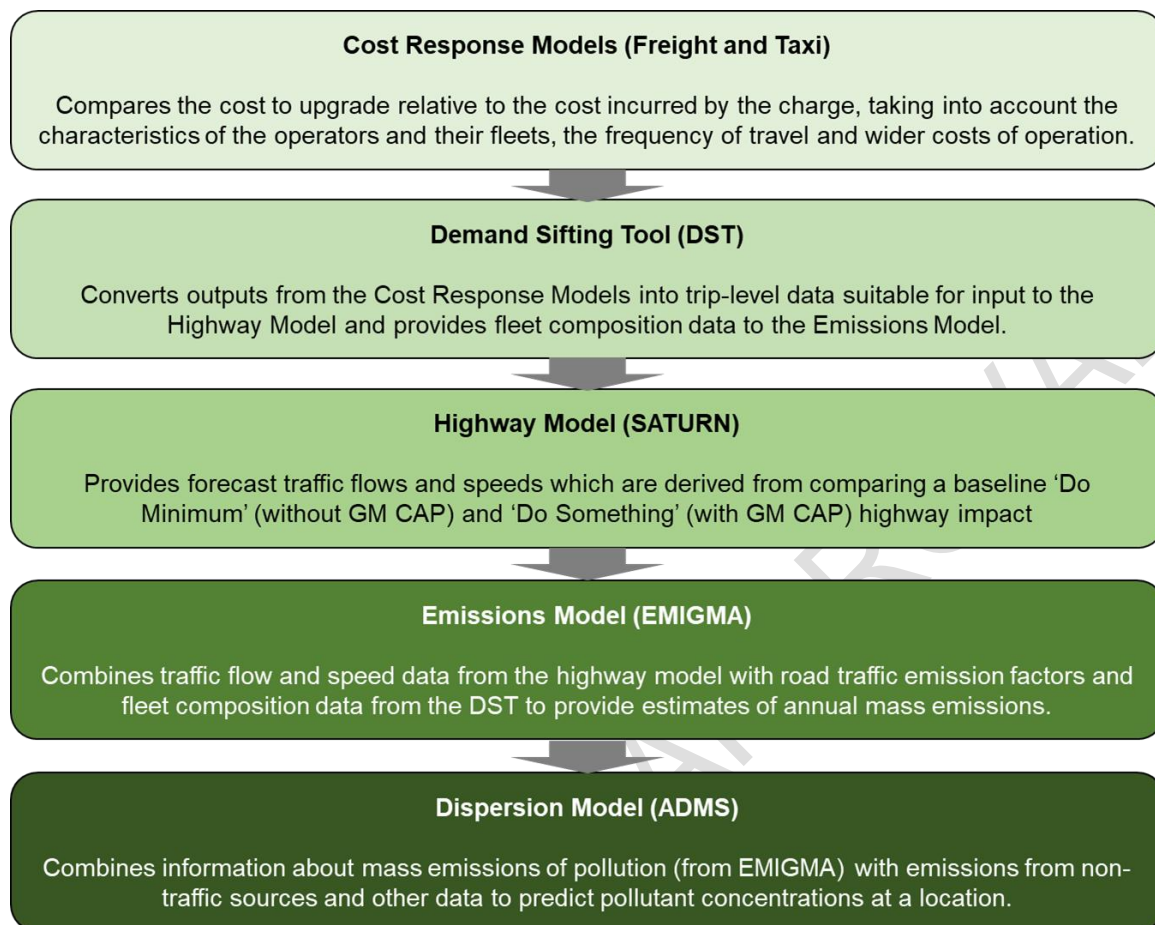 Cost Response Models (Freight and Taxi)
Compares the cost to upgrade relative to the cost incurred by the charge, taking into account the
characteristics of the operators and their fleets, the frequency of travel and wider costs of operation.
Demand Sifting Tool (DST)
Converts outputs from the Cost Response Models into trip-level data suitable for input to the
Highway Model and provides fleet composition data to the Emissions Model.
Highway Model (SATURN)
Provides forecast traffic flows and speeds which are derived from comparing a baseline ‘Do
Minimum’ (without GM CAP) and ‘Do Something’ (with GM CAP) highway impact
Emissions Model (EMIGMA)
Combines traffic flow and speed data from the highway model with road traffic emission factors and
fleet composition data from the DST to provide estimates of annual mass emissions.
Dispersion Model (ADMS)
Combines information about mass emissions of pollution (from EMIGMA) with emissions from non-
traffic sources and other data to predict pollutant concentrations at a location.